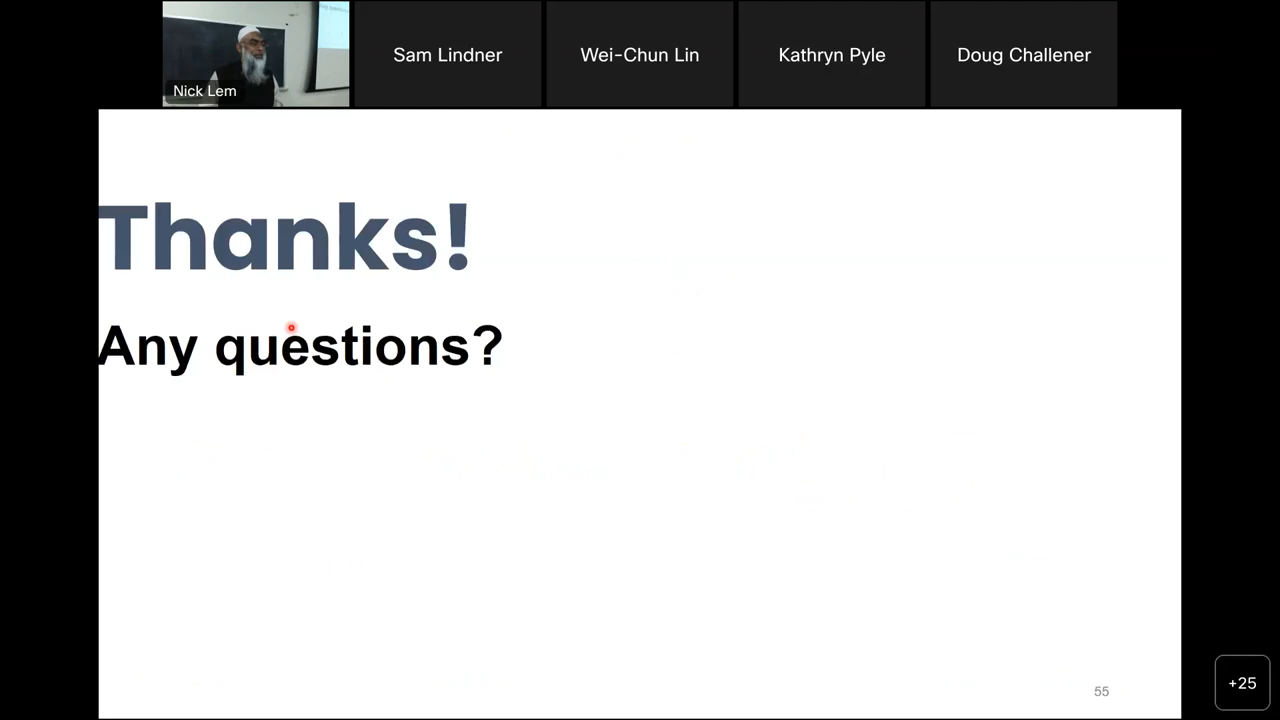 Nick Lem
Sam Lindner
Wei-Chun Lin
Kathryn Pyle
Doug Challener
Thanks!
Any questions?
55
+25